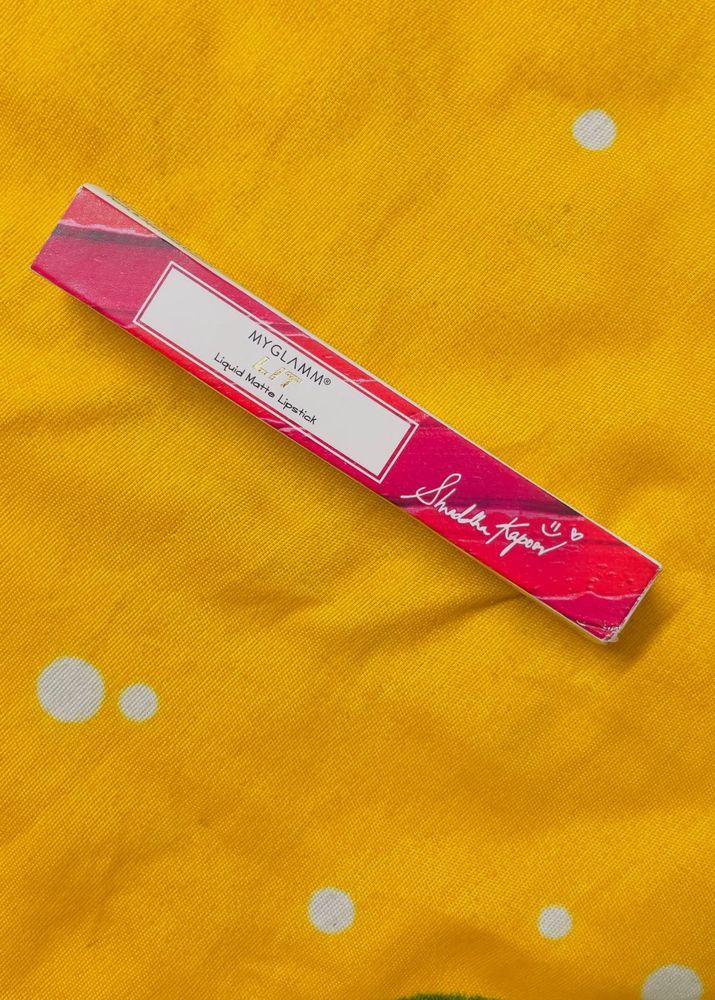 MYGLAMM®
LIT
Liquid Matte Lipstick
Shraddha Kapoor